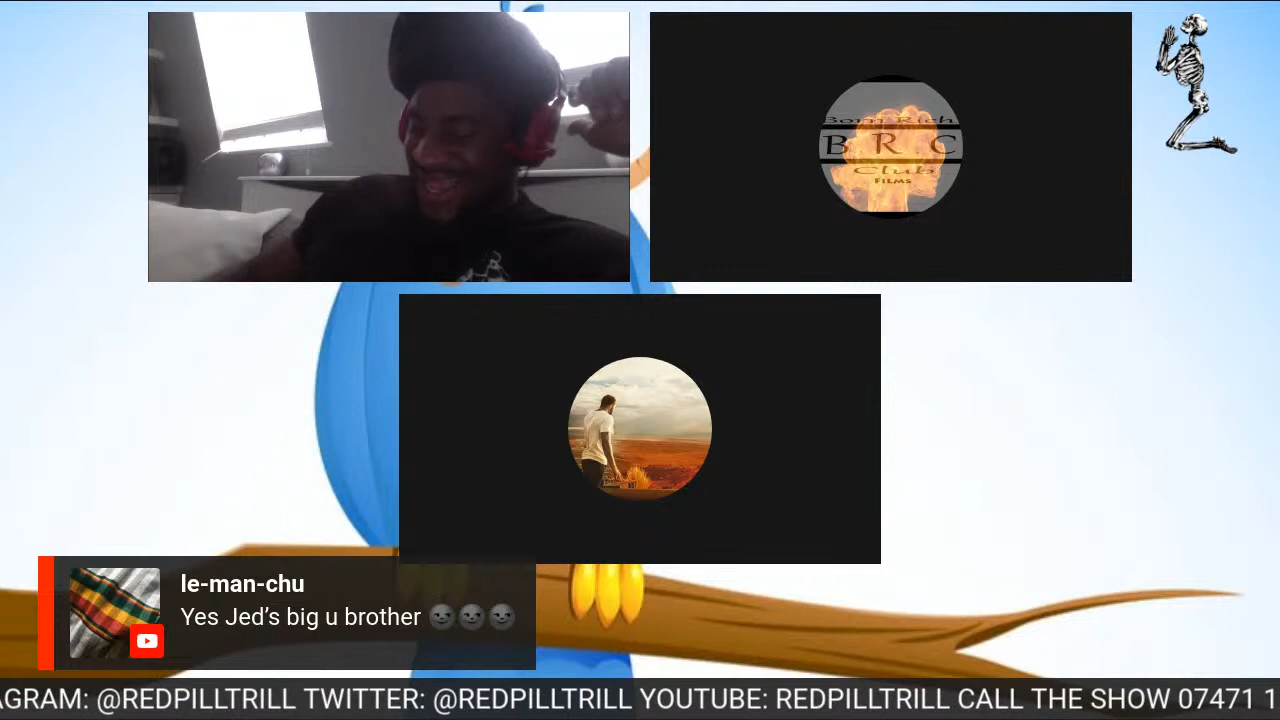 Born Rich
B R C
Club
FILMS
le-man-chu
Yes Jed’s big u brother 🌚🌚🌚
AGRAM: @REDPILLTRILL TWITTER: @REDPILLTRILL YOUTUBE: REDPILLTRILL CALL THE SHOW 07471 1